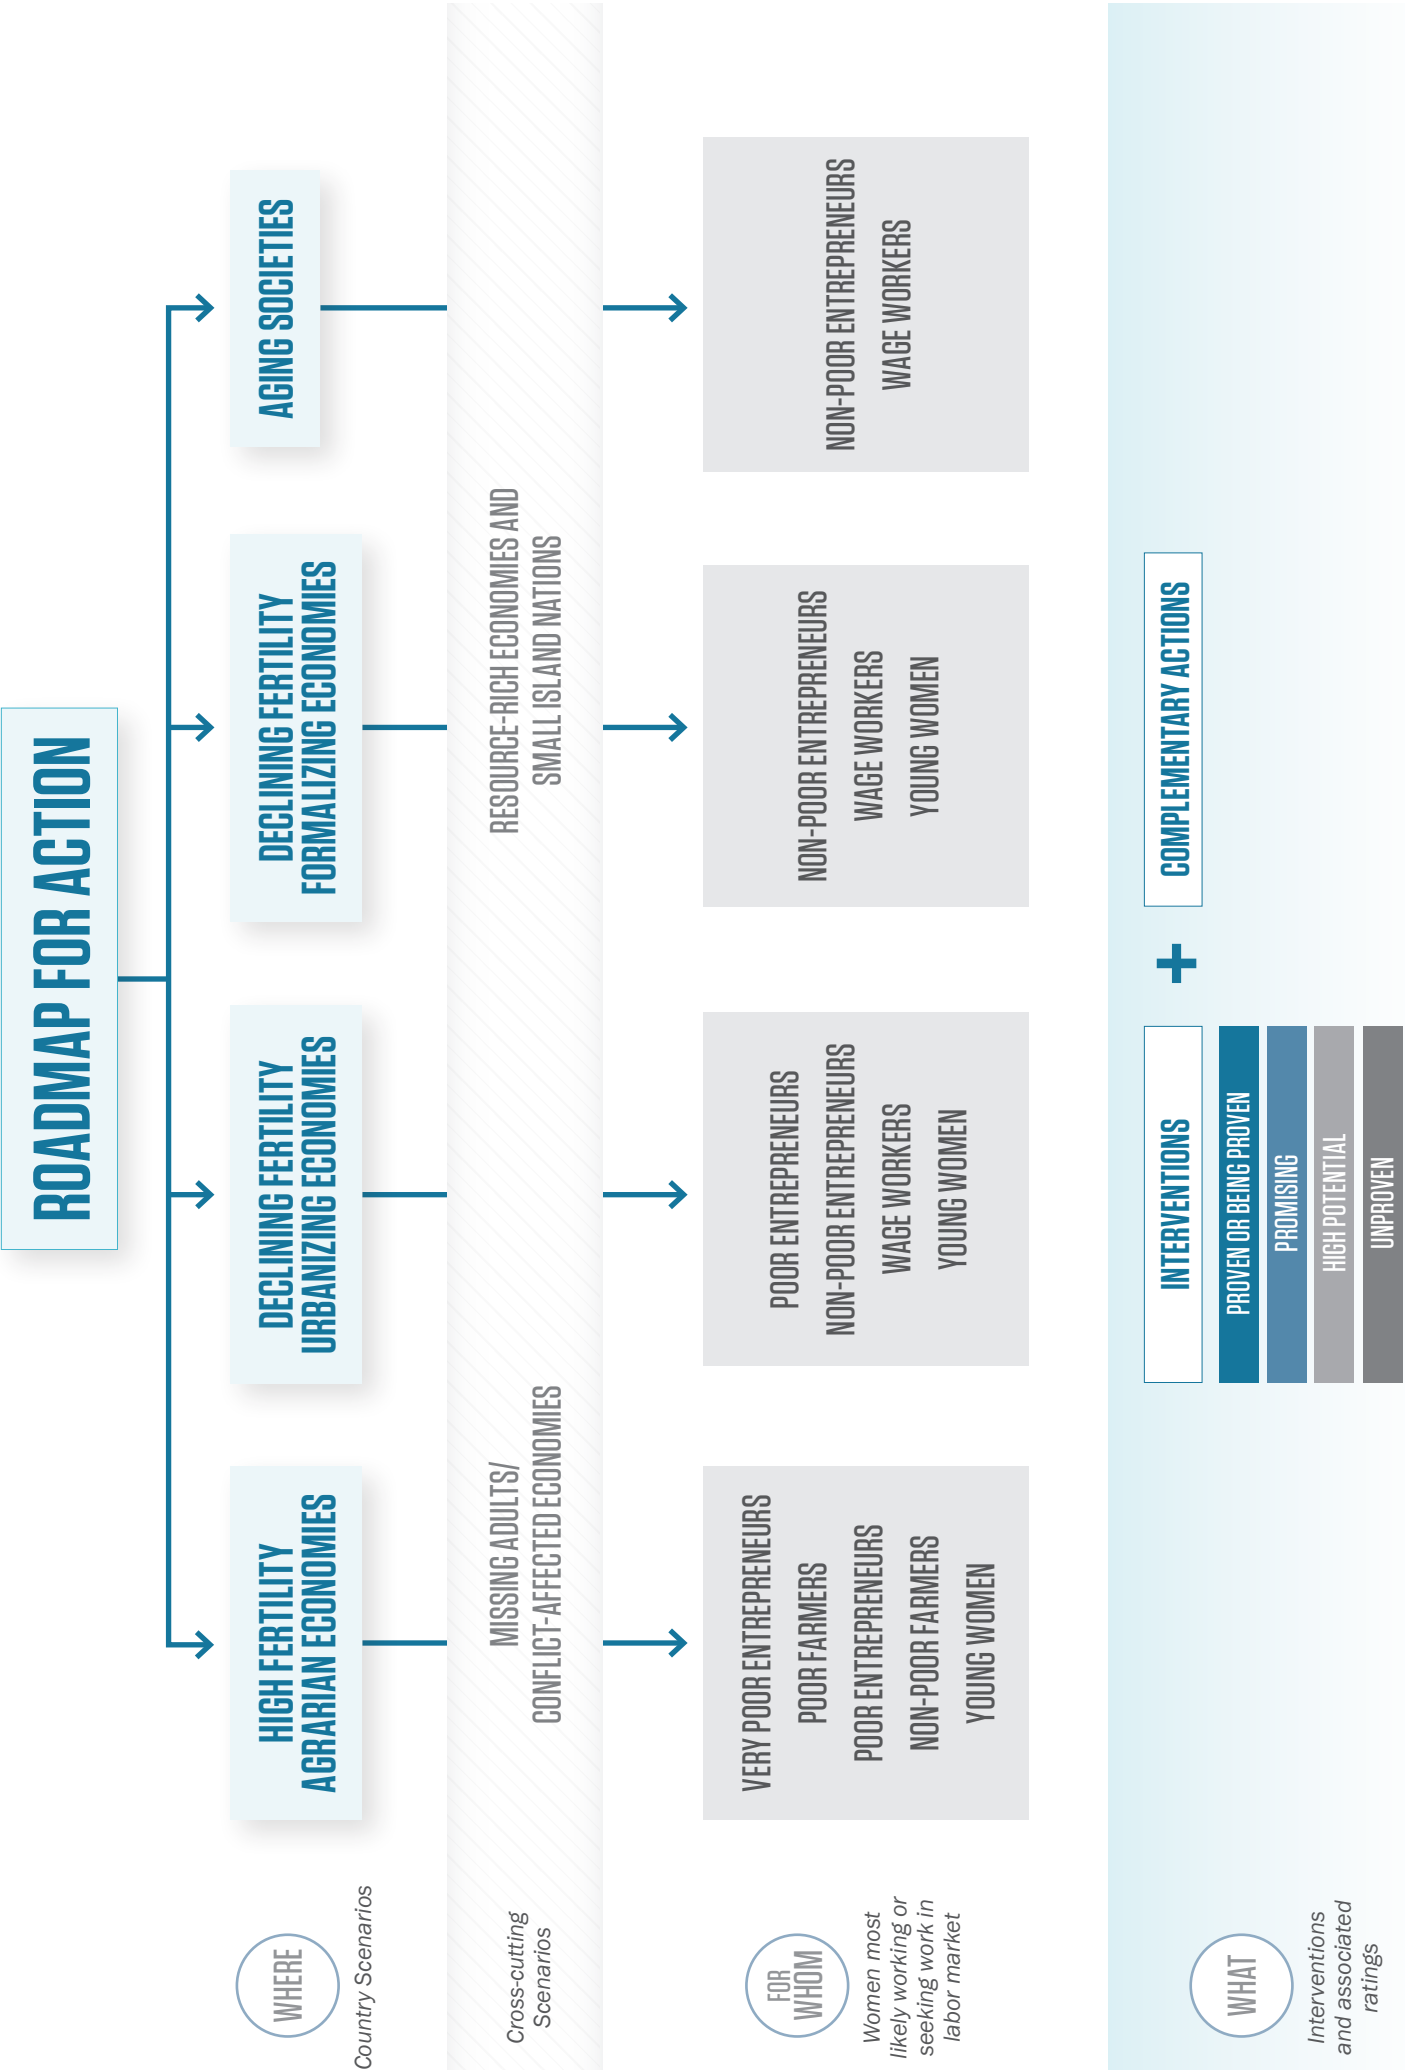 ROADMAP FOR ACTION
WHERE
Country Scenarios
HIGH FERTILITY
AGRARIAN ECONOMIES
DECLINING FERTILITY
URBANIZING ECONOMIES
DECLINING FERTILITY
FORMALIZING ECONOMIES
AGING SOCIETIES
Cross-cutting
Scenarios
MISSING ADULTS/
CONFLICT-AFFECTED ECONOMIES
RESOURCE-RICH ECONOMIES AND
SMALL ISLAND NATIONS
FOR
WHOM
Women most
likely working or
seeking work in
labor market
VERY POOR ENTREPRENEURS
POOR FARMERS
POOR ENTREPRENEURS
NON-POOR FARMERS
YOUNG WOMEN
POOR ENTREPRENEURS
NON-POOR ENTREPRENEURS
WAGE WORKERS
YOUNG WOMEN
NON-POOR ENTREPRENEURS
WAGE WORKERS
YOUNG WOMEN
NON-POOR ENTREPRENEURS
WAGE WORKERS
WHAT
Interventions
and associated
ratings
INTERVENTIONS
PROVEN OR BEING PROVEN
PROMISING
HIGH POTENTIAL
UNPROVEN
+
COMPLEMENTARY ACTIONS